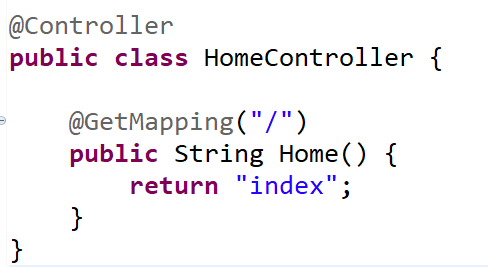 @Controller
public class HomeController {
@GetMapping("/")
public String Home() {
return "index";
}
}